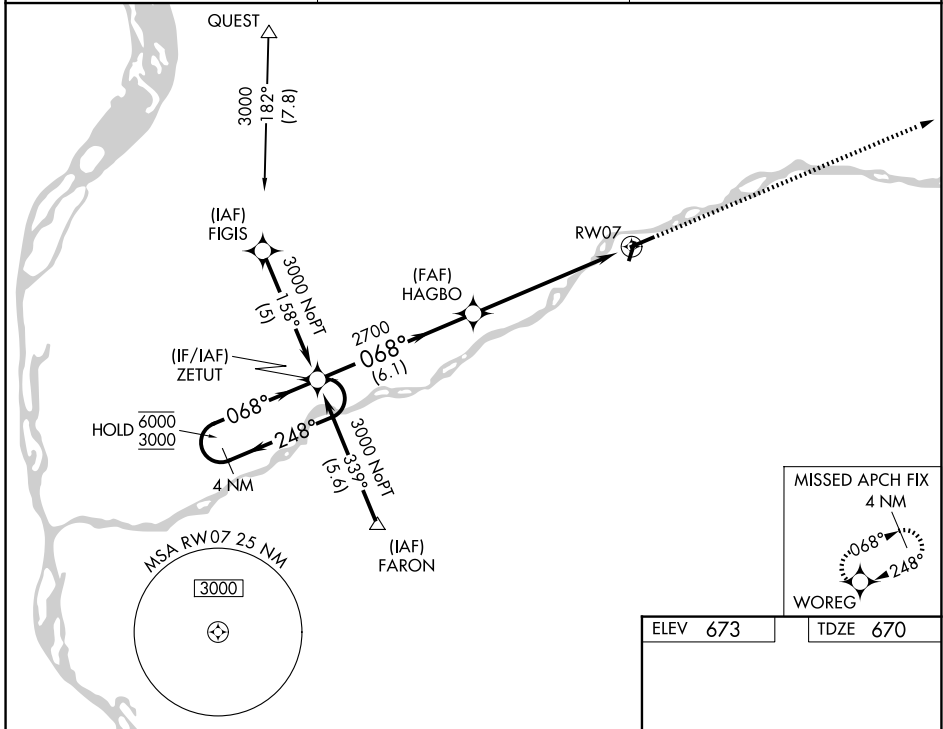 QUEST
3000
182°
(7.8)
(IAF)
FIGIS
3000 NoPT
158°
(5)
(IF/IAF)
ZETUT
2700
068°
(6.1)
(FAF)
HAGBO
RW07
068°
248°
HOLD 6000
3000
4 NM
3000 NoPT
339°
(5.6)
(IAF)
FARON
MSA RW07 25 NM
3000
MISSED APCH FIX
4 NM
068°
248°
WOREG
ELEV 673
TDZE 670